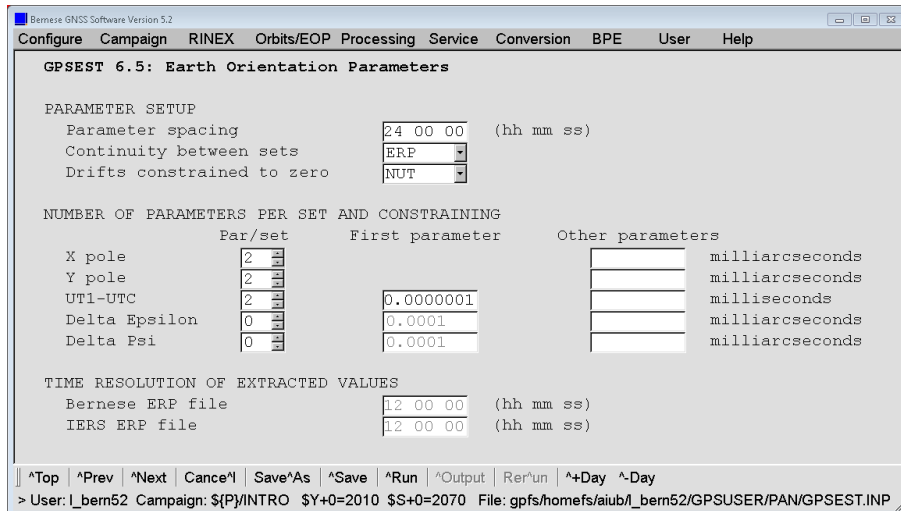 Bernese GNSS Software Version 5.2
Configure Campaign RINEX Orbits/EOP Processing Service Conversion BPE User Help
GPSEST 6.5: Earth Orientation Parameters
PARAMETER SETUP
Parameter spacing 24 00 00 (hh mm ss)
Continuity between sets ERP
Drifts constrained to zero NUT
NUMBER OF PARAMETERS PER SET AND CONSTRAINING
Par/set First parameter Other parameters
X pole 2 milliarcseconds
Y pole 2 milliarcseconds
UT1-UTC 2 0.0000001 milliseconds
Delta Epsilon 0 0.0001 milliarcseconds
Delta Psi 0 0.0001 milliarcseconds
TIME RESOLUTION OF EXTRACTED VALUES
Bernese ERP file 12 00 00 (hh mm ss)
IERS ERP file 12 00 00 (hh mm ss)
^Top | ^Prev | ^Next | Cance^l | Save^As | ^Save | ^Run | ^Output | Rer^un | ^+Day ^-Day
> User: l_bern52 Campaign: ${P}/INTRO $Y+0=2010 $S+0=2070 File: gpfs/homefs/aiub/l_bern52/GPSUSER/PAN/GPSEST.INP